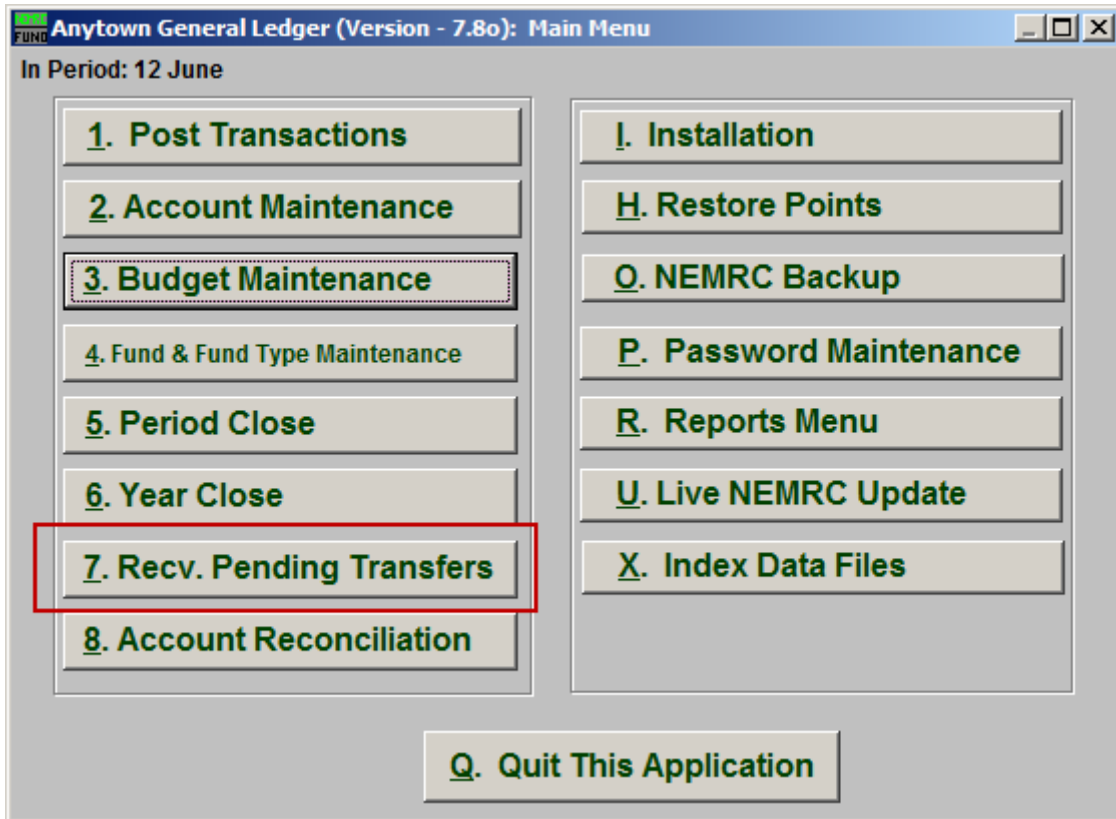 NEMRC
FUND
Anytown General Ledger (Version - 7.8o): Main Menu
In Period: 12 June
1. Post Transactions
2. Account Maintenance
3. Budget Maintenance
4. Fund & Fund Type Maintenance
5. Period Close
6. Year Close
7. Recv. Pending Transfers
8. Account Reconciliation
I. Installation
H. Restore Points
O. NEMRC Backup
P. Password Maintenance
R. Reports Menu
U. Live NEMRC Update
X. Index Data Files
Q. Quit This Application